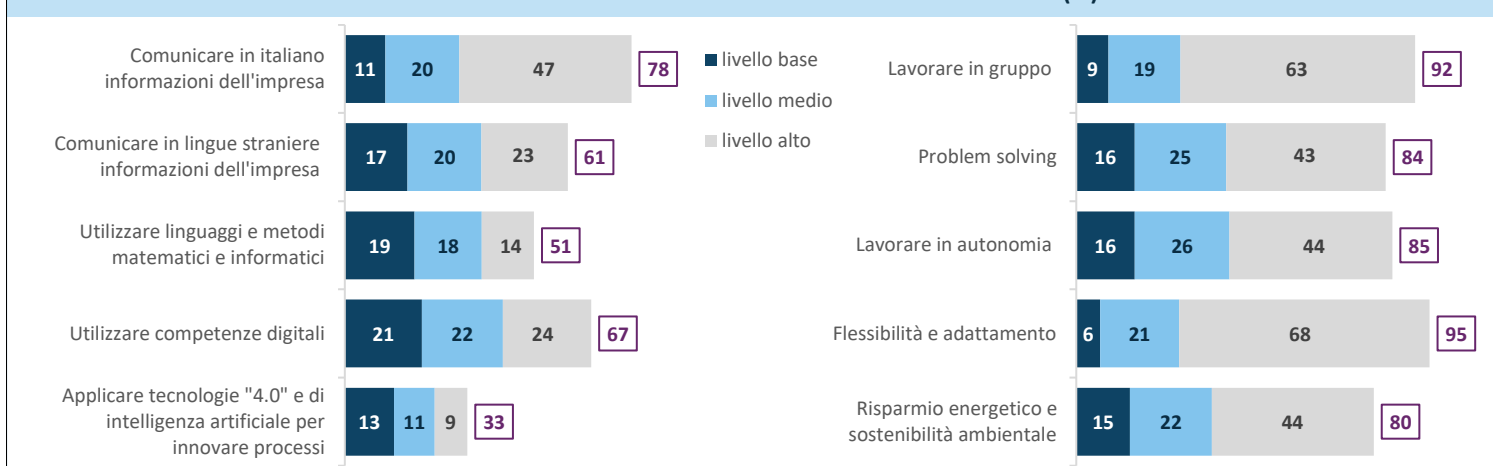 Comunicare in italiano
informazioni dell'impresa
11 20 47 78
Comunicare in lingue straniere
informazioni dell'impresa
17 20 23 61
Utilizzare linguaggi e metodi
matematici e informatici
19 18 14 51
Utilizzare competenze digitali
21 22 24 67
Applicare tecnologie "4.0" e di
intelligenza artificiale per
innovare processi
13 11 9 33
livello base
livello medio
livello alto
Lavorare in gruppo
9 19 63 92
Problem solving
16 25 43 84
Lavorare in autonomia
16 26 44 85
Flessibilità e adattamento
6 21 68 95
Risparmio energetico e
sostenibilità ambientale
15 22 44 80